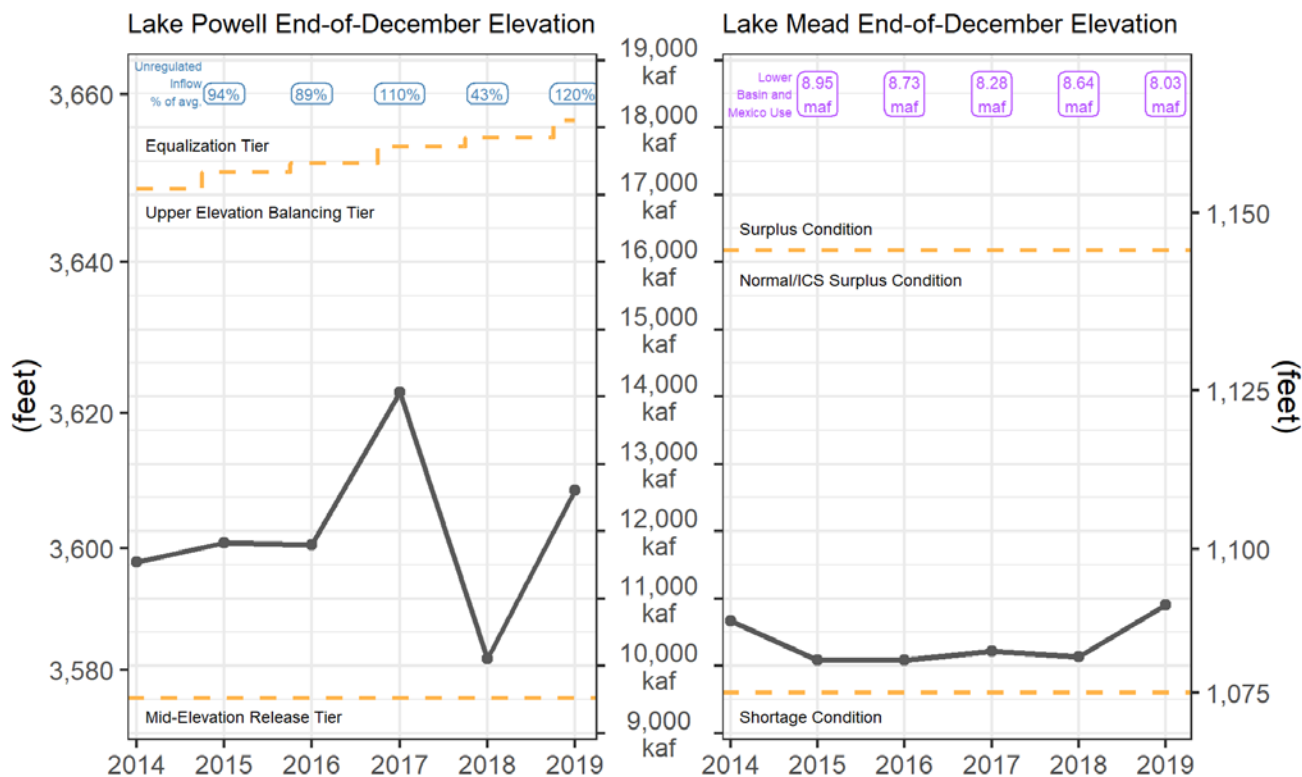 Lake Powell End-of-December Elevation
Unregulated
Inflow
% of avg.
94%
89%
110%
43%
120%
Equalization Tier
Upper Elevation Balancing Tier
Mid-Elevation Release Tier
(feet)
3,660
3,640
3,620
3,600
3,580
2014 2015 2016 2017 2018 2019
19,000
kaf
18,000
kaf
17,000
kaf
16,000
kaf
15,000
kaf
14,000
kaf
13,000
kaf
12,000
kaf
11,000
kaf
10,000
kaf
9,000
kaf
Lake Mead End-of-December Elevation
Lower
Basin and
Mexico Use
8.95
maf
8.73
maf
8.28
maf
8.64
maf
8.03
maf
Surplus Condition
Normal/ICS Surplus Condition
Shortage Condition
1,150
1,125
1,100
1,075
(feet)
2014 2015 2016 2017 2018 2019